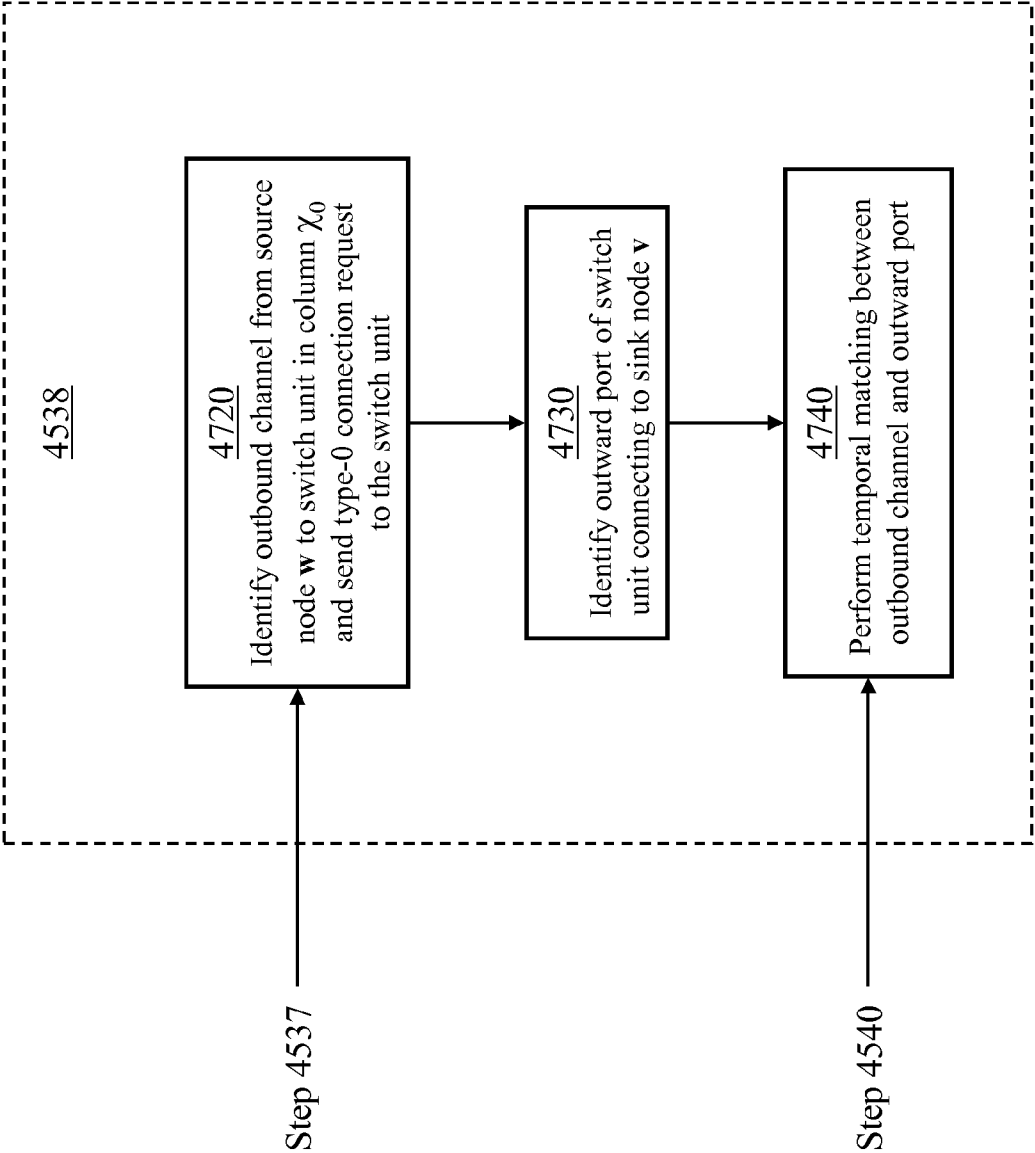 4538
4720
Identify outbound channel from source
node w to switch unit in column χ0
and send type-0 connection request
to the switch unit
4730
Identify outward port of switch
unit connecting to sink node v
4740
Perform temporal matching between
outbound channel and outward port
Step 4537
Step 4540